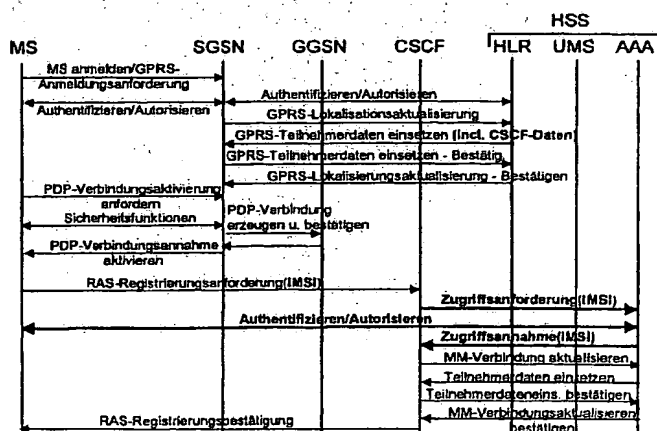 HSS
MS SGSN GGSN CSCF HLR UMS AAA
MS anmelden/GPRS-
Anmeldungsanforderung
Authentifizieren/Autorisieren
Authentifizieren/Autorisieren
GPRS-Lokalisationsaktualisierung
GPRS-Teilnehmerdaten einsetzen (incl. CSCF-Daten)
GPRS-Teilnehmerdaten einsetzen - Bestätig.
GPRS-Lokalisierungsaktualisierung - Bestätigen
PDP-Verbindungsaktivierung
anfordern
Sicherheitsfunktionen
PDP-Verbindung
erzeugen u. bestätigen
PDP-Verbindungsannahme
aktivieren
RAS-Registrierungsanforderung(IMSI)
Zugriffsanforderung(IMSI)
Authentifizieren/Autorisieren
Zugriffsannahme(IMSI)
MM-Verbindung aktualisieren
Teilnehmerdaten einsetzen
Teilnehmerdateneins. bestätigen
MM-Verbindungsaktualisieren
bestätigen
RAS-Registrierungsbestätigung